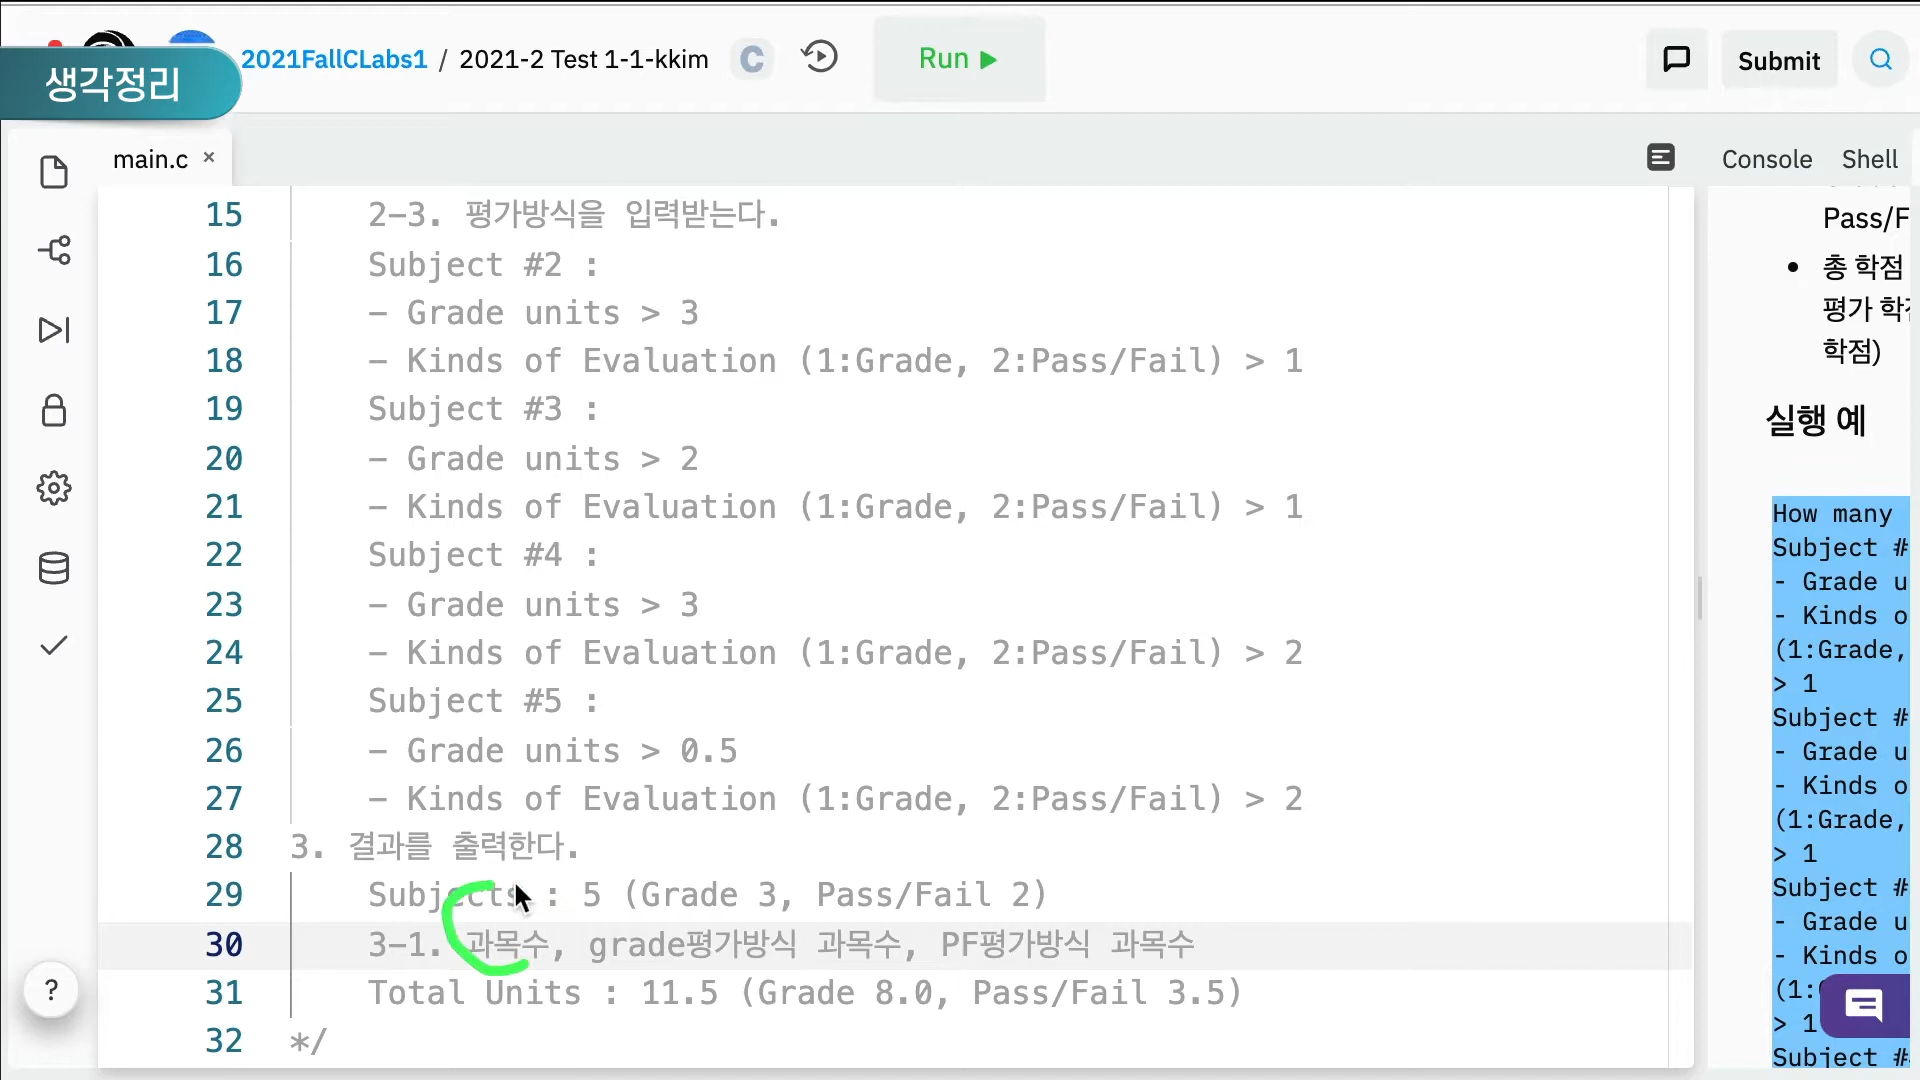 생각정리
2021FallCLabs1 / 2021-2 Test 1-1-kkim C Run Submit
main.c × Console Shell
15 2-3. 평가방식을 입력받는다.
16 Subject #2 :
17 - Grade units > 3
18 - Kinds of Evaluation (1:Grade, 2:Pass/Fail) > 1
19 Subject #3 :
20 - Grade units > 2
21 - Kinds of Evaluation (1:Grade, 2:Pass/Fail) > 1
22 Subject #4 :
23 - Grade units > 3
24 - Kinds of Evaluation (1:Grade, 2:Pass/Fail) > 2
25 Subject #5 :
26 - Grade units > 0.5
27 - Kinds of Evaluation (1:Grade, 2:Pass/Fail) > 2
28 3. 결과를 출력한다.
29 Subjects : 5 (Grade 3, Pass/Fail 2)
30 3-1. 과목수, grade평가방식 과목수, PF평가방식 과목수
31 Total Units : 11.5 (Grade 8.0, Pass/Fail 3.5)
32 */
?
Pass/F
• 총 학점
평가 학점
학점)
실행 예
How many
Subject #
- Grade u
- Kinds o
(1:Grade,
> 1
Subject #
- Grade u
- Kinds o
(1:Grade,
> 1
Subject #
- Grade u
- Kinds o
(1:
> 1
Subject #